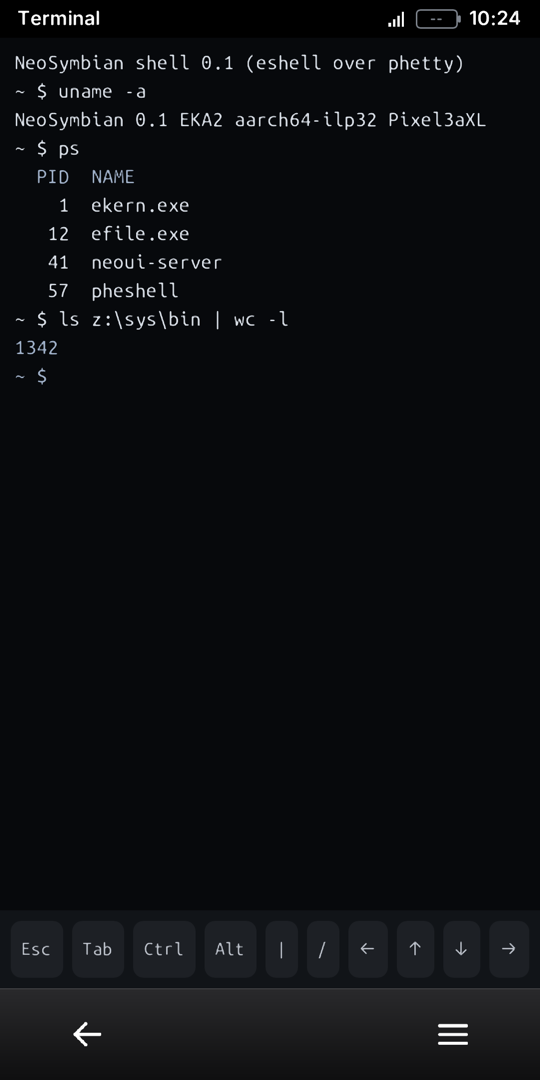 Terminal
--
10:24
NeoSymbian shell 0.1 (eshell over phetty)
~ $ uname -a
NeoSymbian 0.1 EKA2 aarch64-ilp32 Pixel3aXL
~ $ ps
PID NAME
1 ekern.exe
12 efile.exe
41 neoui-server
57 pheshell
~ $ ls z:\sys\bin | wc -l
1342
~ $
Esc Tab Ctrl Alt | / ← ↑ ↓ →